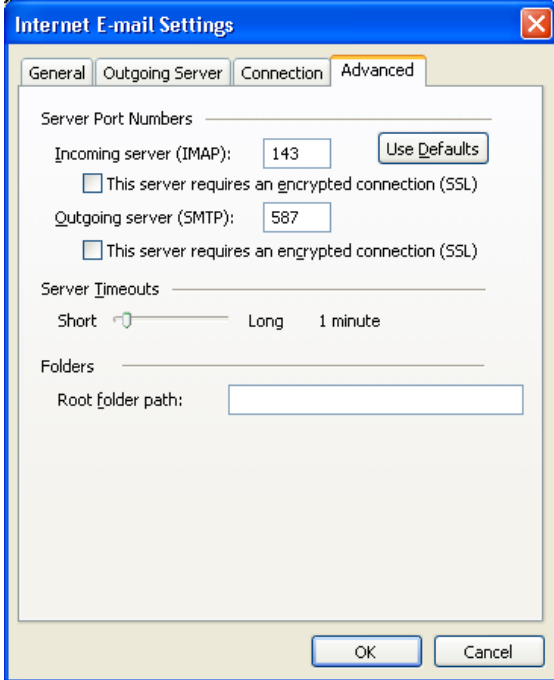 Internet E-mail Settings
General Outgoing Server Connection Advanced
Server Port Numbers
Incoming server (IMAP): 143 Use Defaults
This server requires an encrypted connection (SSL)
Outgoing server (SMTP): 587
This server requires an encrypted connection (SSL)
Server Timeouts
Short Long 1 minute
Folders
Root folder path:
OK Cancel